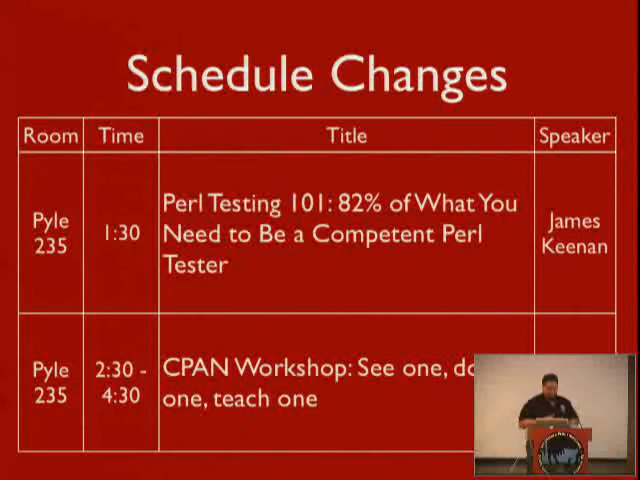 Schedule Changes
Room Time Title Speaker
Pyle 235 1:30 Perl Testing 101: 82% of What You
Need to Be a Competent Perl
Tester James Keenan
Pyle 235 2:30 - 4:30 CPAN Workshop: See one, do
one, teach one